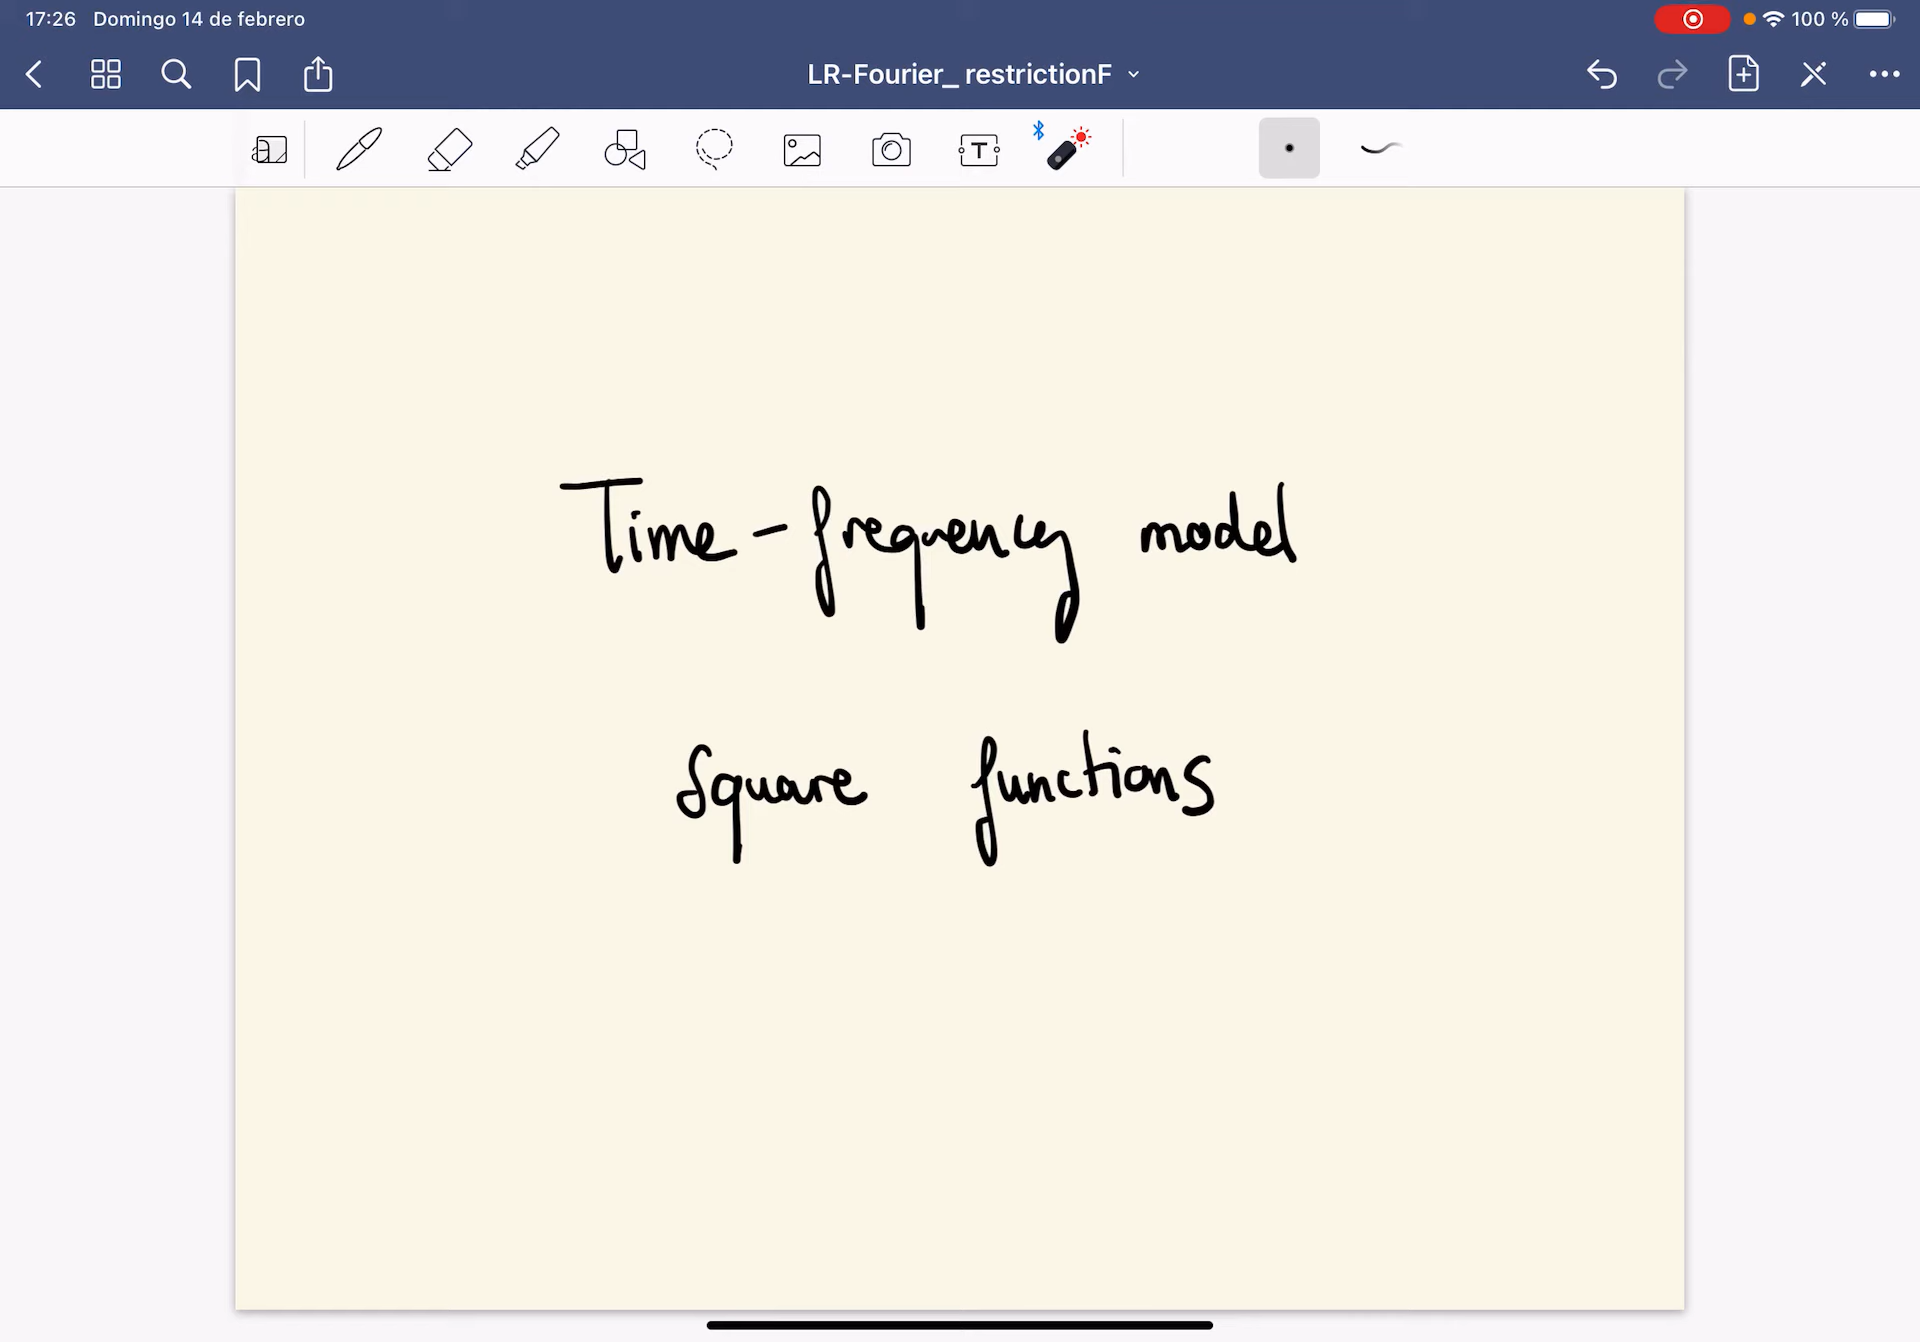 17:26 Domingo 14 de febrero 100 %
LR-Fourier_ restrictionF
T
Time-frequency model
Square functions